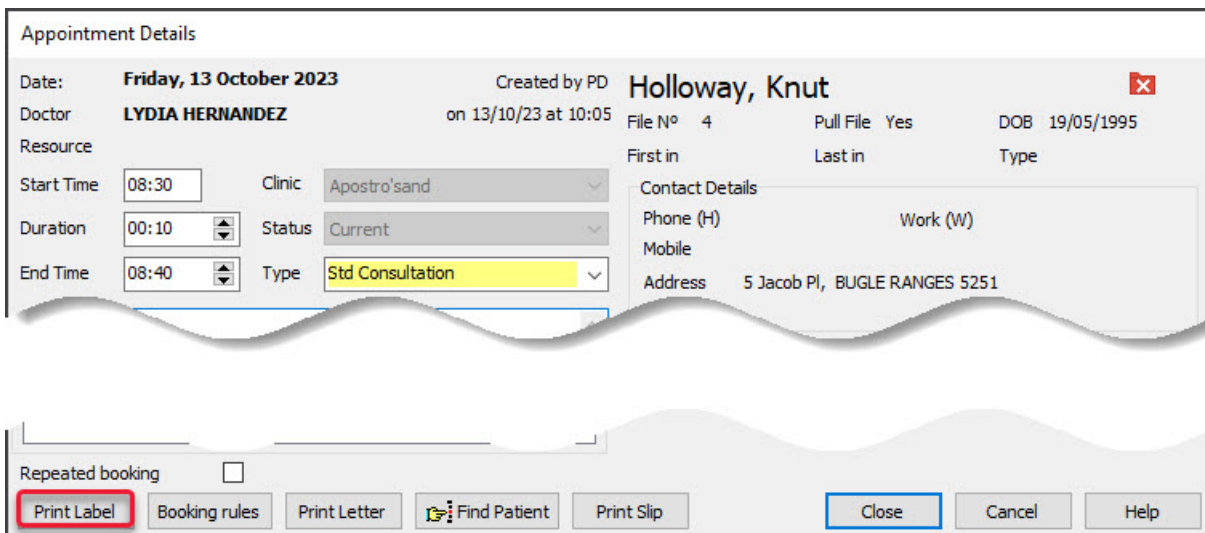 Appointment Details
Date: Friday, 13 October 2023 Created by PD
Doctor LYDIA HERNANDEZ on 13/10/23 at 10:05
Resource
Start Time 08:30 Clinic Apostro'sand
Duration 00:10 Status Current
End Time 08:40 Type Std Consultation
Holloway, Knut
File Nº 4 Pull File Yes DOB 19/05/1995
First in Last in Type
Contact Details
Phone (H) Work (W)
Mobile
Address 5 Jacob Pl, BUGLE RANGES 5251
Repeated booking
Print Label Booking rules Print Letter Find Patient Print Slip Close Cancel Help